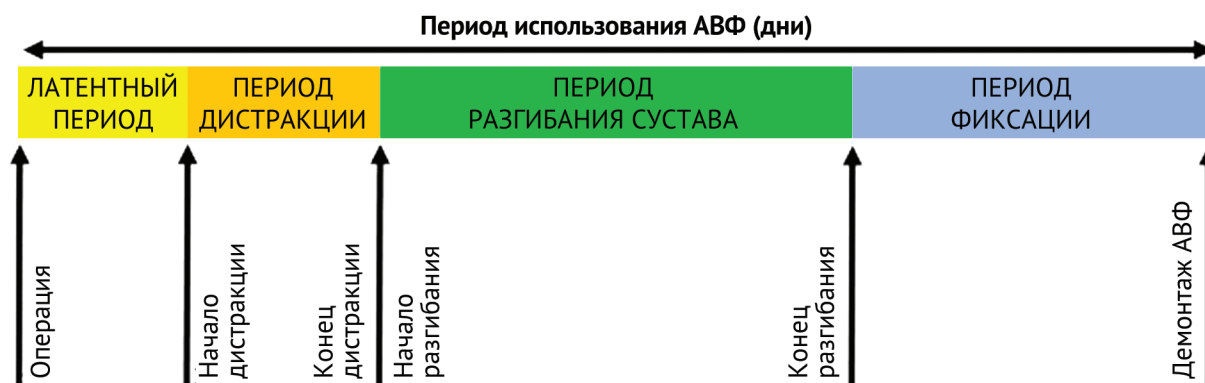 Период использования АВФ (дни)
ЛАТЕНТНЫЙ
ПЕРИОД
ПЕРИОД
ДИСТРАКЦИИ
ПЕРИОД
РАЗГИБАНИЯ СУСТАВА
ПЕРИОД
ФИКСАЦИИ
Операция
Начало
дистракции
Конец
дистракции
Начало
разгибания
Конец
разгибания
Демонтаж АВФ